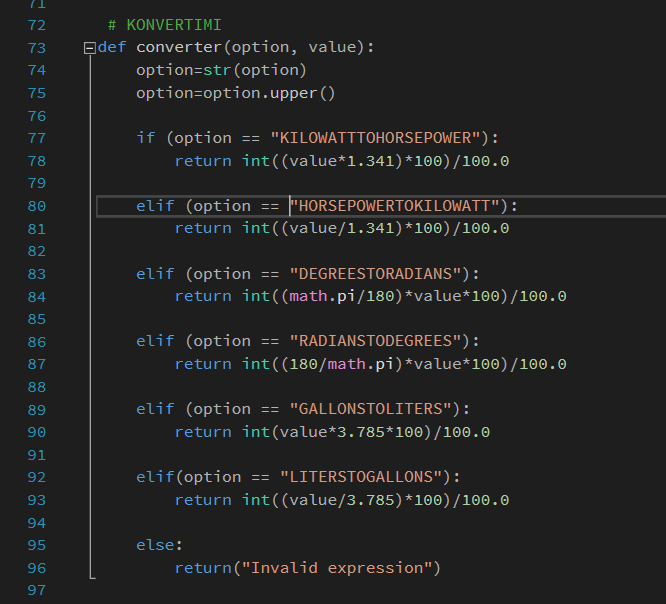 71
72 # KONVERTIMI
73 def converter(option, value):
74 option=str(option)
75 option=option.upper()
76
77 if (option == "KILOWATTTOHORSEPOWER"):
78 return int((value*1.341)*100)/100.0
79
80 elif (option == "HORSEPOWERTOKILOWATT"):
81 return int((value/1.341)*100)/100.0
82
83 elif (option == "DEGREESTORADIANS"):
84 return int((math.pi/180)*value*100)/100.0
85
86 elif (option == "RADIANSTODEGREES"):
87 return int((180/math.pi)*value*100)/100.0
88
89 elif (option == "GALLONSTOLITERS"):
90 return int(value*3.785*100)/100.0
91
92 elif(option == "LITERSTOGALLONS"):
93 return int((value/3.785)*100)/100.0
94
95 else:
96 return("Invalid expression")
97